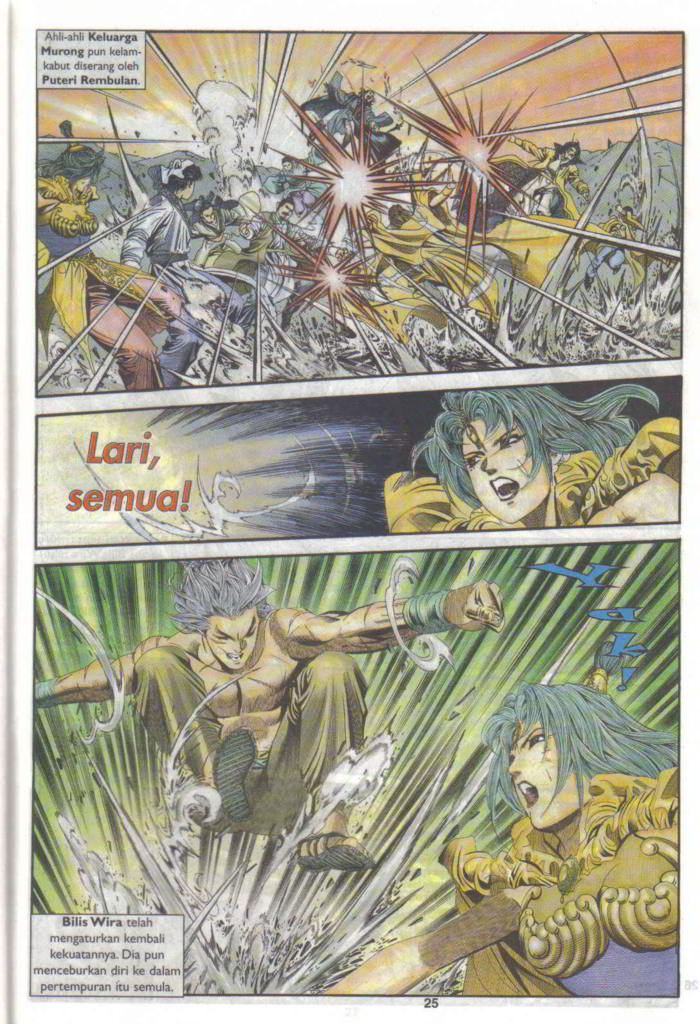 Ahli-ahli Keluarga
Murong pun kelam-
kabut diserang oleh
Puteri Rembulan.
Lari,
semua!
Yak!
Bilis Wira telah
mengaturkan kembali
kekuatannya. Dia pun
menceburkan diri ke dalam
pertempuran itu semula.
25